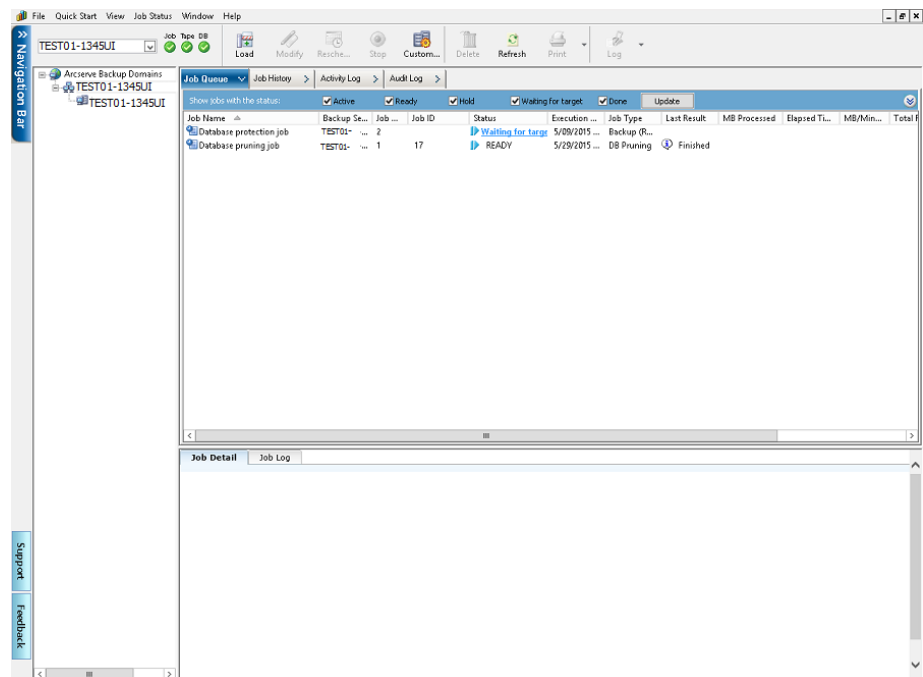 File Quick Start View Job Status Window Help
TEST01-1345UI Job Tape DB
Load Modify Resche... Stop Custom... Delete Refresh Print Log
Navigation Bar
Arcserve Backup Domains
TEST01-1345UI
TEST01-1345UI
Job Queue Job History Activity Log Audit Log
Show jobs with the status: Active Ready Hold Waiting for target Done Update
Job Name Backup Se... Job ... Job ID Status Execution ... Job Type Last Result MB Processed Elapsed Ti... MB/Min... Total F
Database protection job TEST01- ... 2 Waiting for targe 5/09/2015 ... Backup (R...
Database pruning job TEST01- ... 1 17 READY 5/29/2015 ... DB Pruning Finished
Job Detail Job Log
Support
Feedback